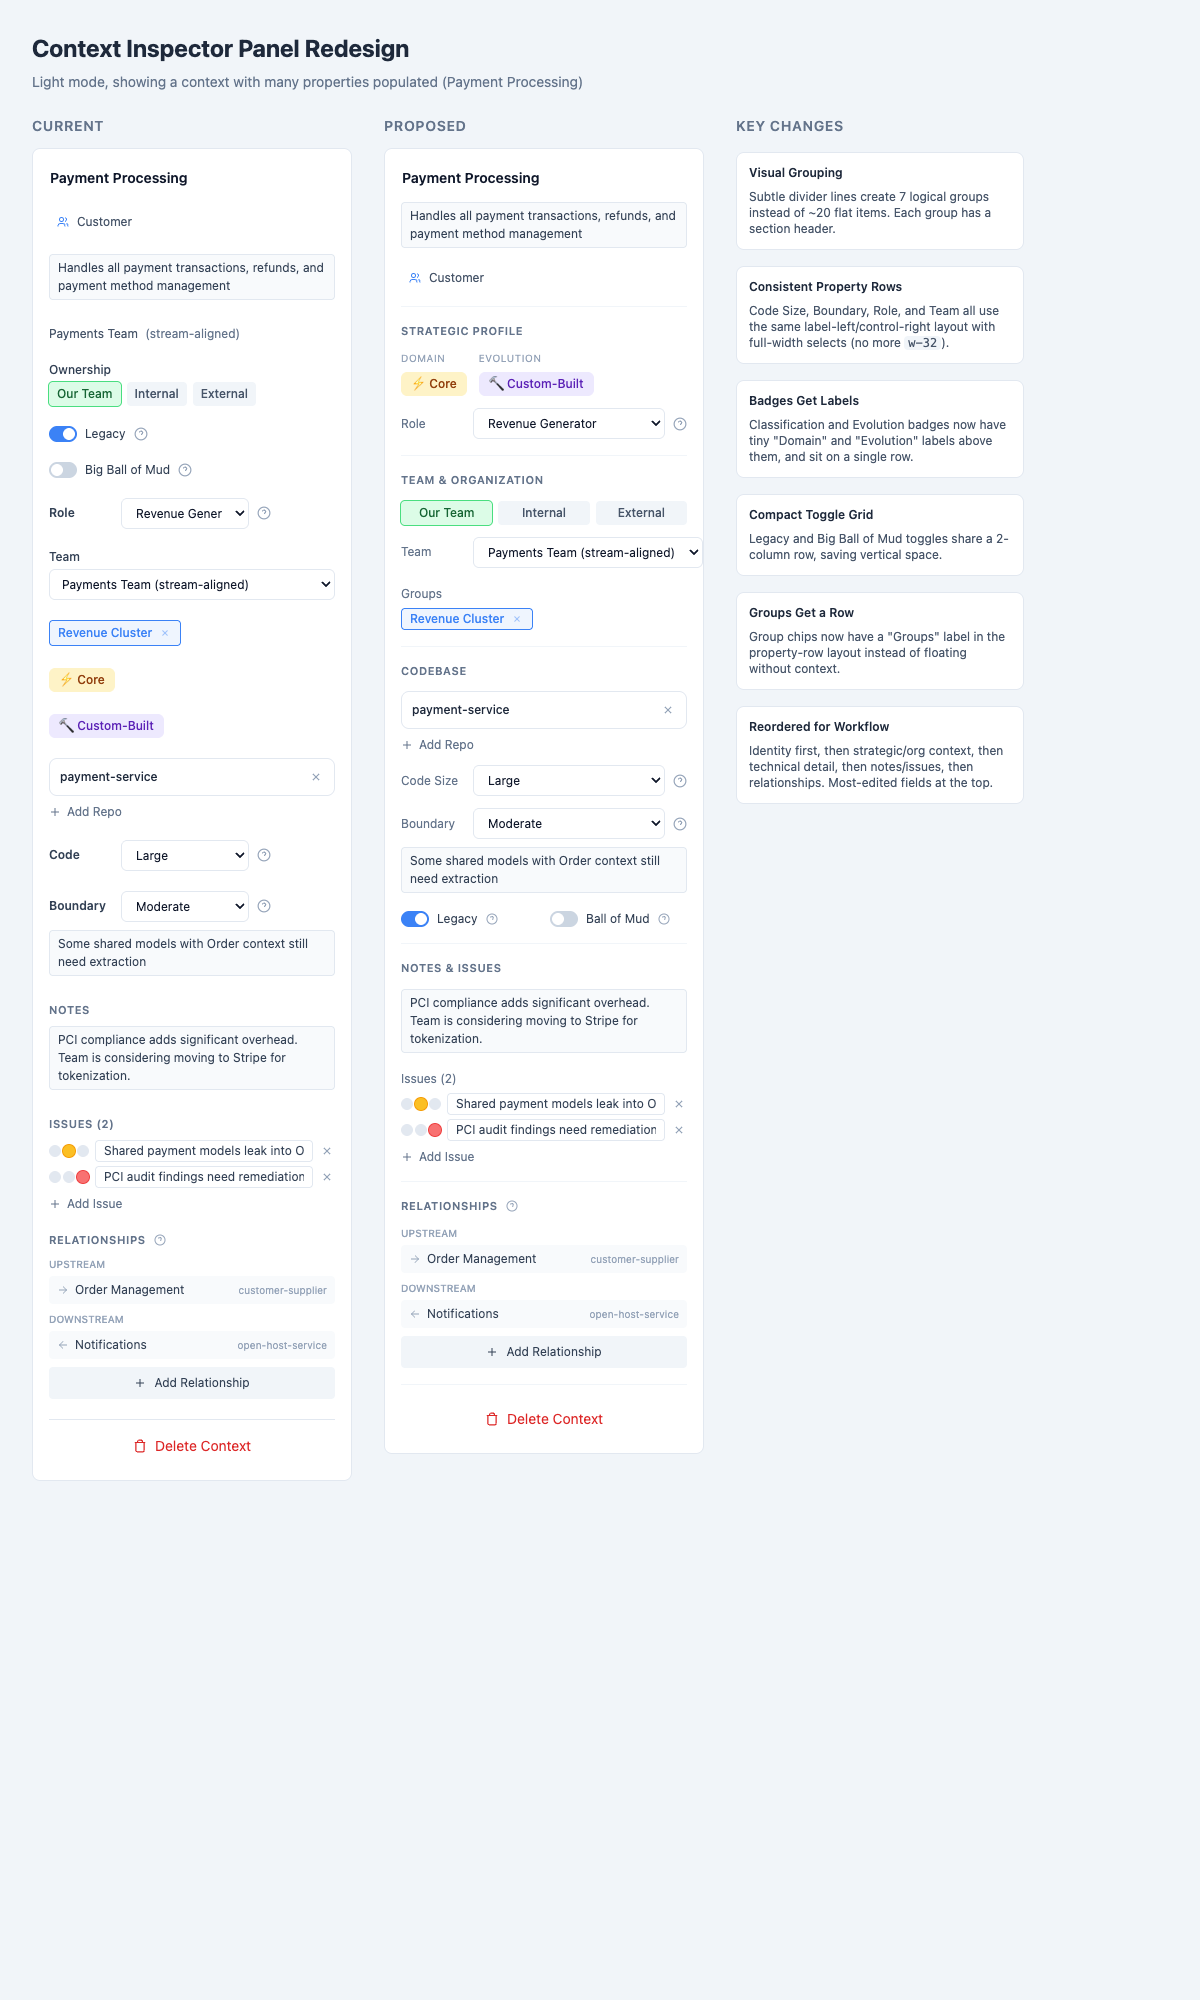 Context Inspector Panel Redesign
Light mode, showing a context with many properties populated (Payment Processing)
CURRENT
Payment Processing
Customer
Handles all payment transactions, refunds, and
payment method management
Payments Team (stream-aligned)
Ownership
Our Team Internal External
Legacy
Big Ball of Mud
Role Revenue Gener
Team
Payments Team (stream-aligned)
Revenue Cluster ×
⚡ Core
🔨 Custom-Built
payment-service ×
+ Add Repo
Code Large
Boundary Moderate
Some shared models with Order context still
need extraction
NOTES
PCI compliance adds significant overhead.
Team is considering moving to Stripe for
tokenization.
ISSUES (2)
Shared payment models leak into O ×
PCI audit findings need remediation ×
+ Add Issue
RELATIONSHIPS
UPSTREAM
→ Order Management customer-supplier
DOWNSTREAM
← Notifications open-host-service
+ Add Relationship
Delete Context
PROPOSED
Payment Processing
Handles all payment transactions, refunds, and
payment method management
Customer
STRATEGIC PROFILE
DOMAIN EVOLUTION
⚡ Core 🔨 Custom-Built
Role Revenue Generator
TEAM & ORGANIZATION
Our Team Internal External
Team Payments Team (stream-aligned)
Groups
Revenue Cluster ×
CODEBASE
payment-service ×
+ Add Repo
Code Size Large
Boundary Moderate
Some shared models with Order context still
need extraction
Legacy Ball of Mud
NOTES & ISSUES
PCI compliance adds significant overhead.
Team is considering moving to Stripe for
tokenization.
Issues (2)
Shared payment models leak into O ×
PCI audit findings need remediation ×
+ Add Issue
RELATIONSHIPS
UPSTREAM
→ Order Management customer-supplier
DOWNSTREAM
← Notifications open-host-service
+ Add Relationship
Delete Context
KEY CHANGES
Visual Grouping
Subtle divider lines create 7 logical groups
instead of ~20 flat items. Each group has a
section header.
Consistent Property Rows
Code Size, Boundary, Role, and Team all use
the same label-left/control-right layout with
full-width selects (no more w-32 ).
Badges Get Labels
Classification and Evolution badges now have
tiny "Domain" and "Evolution" labels above
them, and sit on a single row.
Compact Toggle Grid
Legacy and Big Ball of Mud toggles share a 2-
column row, saving vertical space.
Groups Get a Row
Group chips now have a "Groups" label in the
property-row layout instead of floating
without context.
Reordered for Workflow
Identity first, then strategic/org context, then
technical detail, then notes/issues, then
relationships. Most-edited fields at the top.